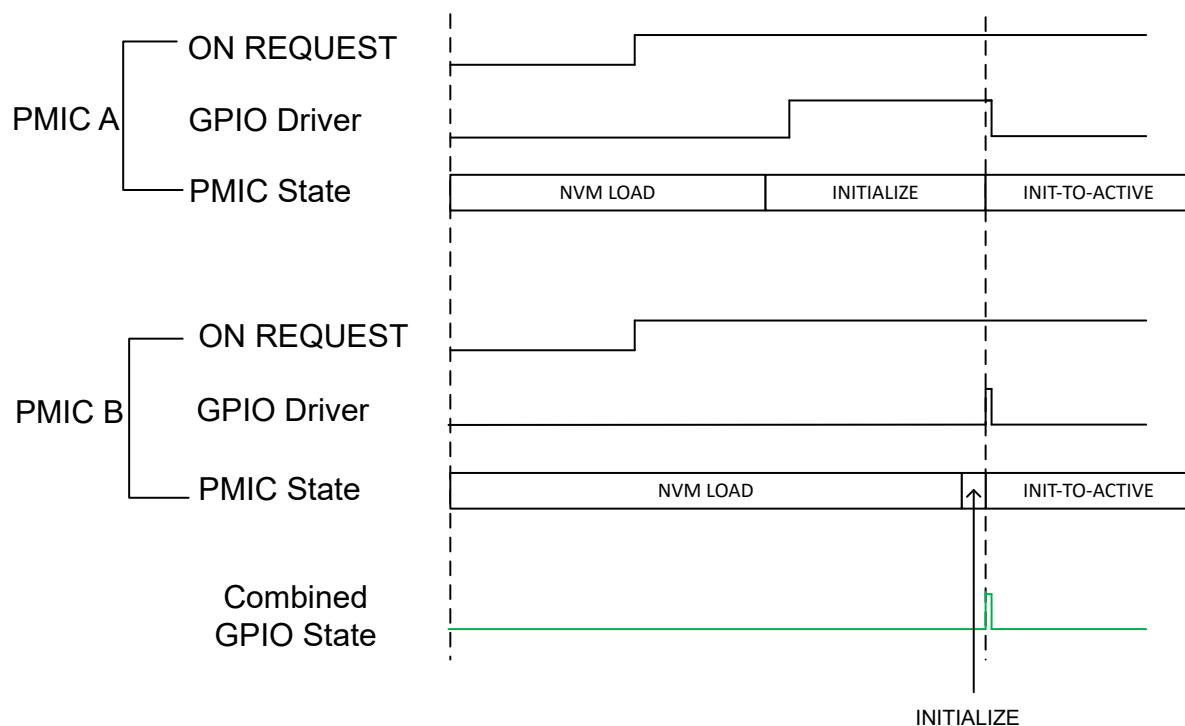 ON REQUEST
PMIC A
GPIO Driver
PMIC State
NVM LOAD
INITIALIZE
INIT-TO-ACTIVE
ON REQUEST
PMIC B
GPIO Driver
PMIC State
NVM LOAD
INIT-TO-ACTIVE
Combined
GPIO State
INITIALIZE